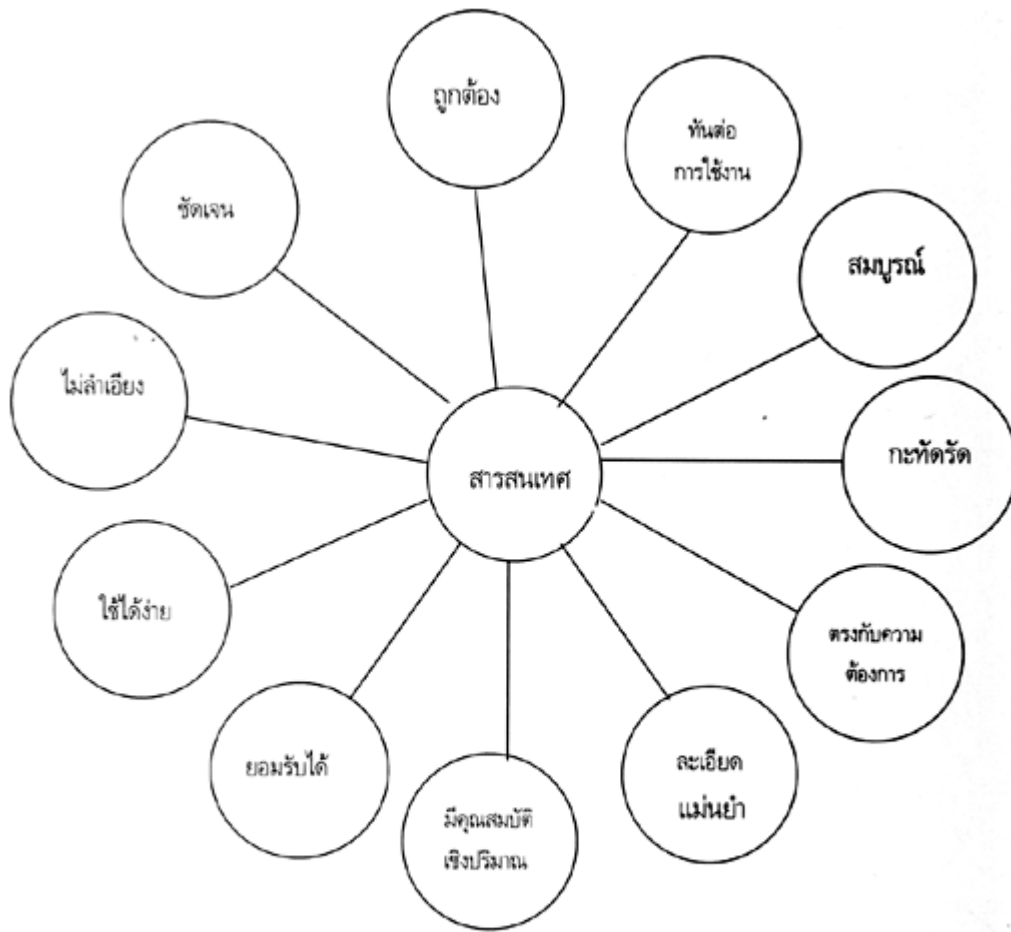 ถูกต้อง
ทันต่อ
การใช้งาน
ชัดเจน
สมบูรณ์
ไม่ลำเอียง
กะทัดรัด
สารสนเทศ
ใช้ได้ง่าย
ตรงกับความ
ต้องการ
ยอมรับได้
ละเอียด
แม่นยำ
มีคุณสมบัติ
เชิงปริมาณ